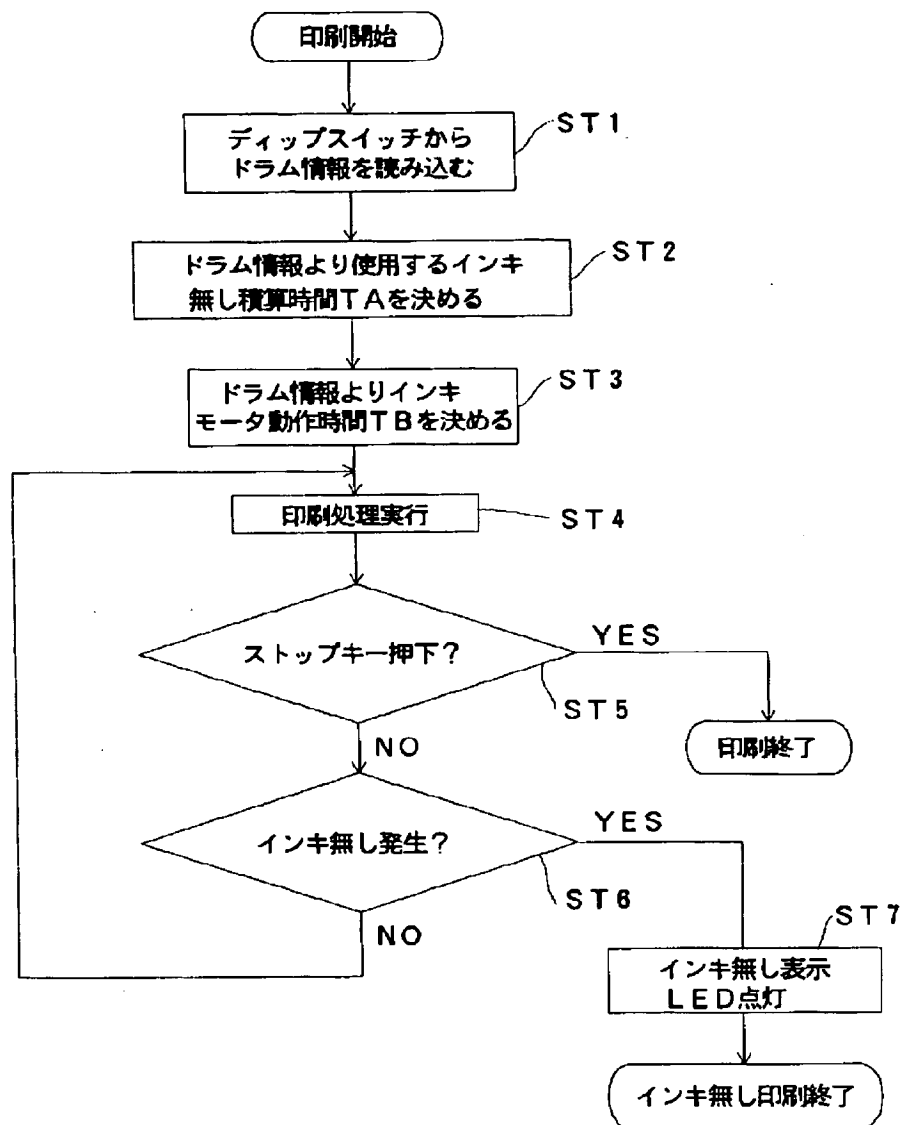 印刷開始
ディップスイッチから
ドラム情報を読み込む
ST1
ドラム情報より使用するインキ
無し積算時間TAを決める
ST2
ドラム情報よりインキ
モータ動作時間TBを決める
ST3
印刷処理実行
ST4
ストップキー押下?
YES
ST5
印刷終了
NO
インキ無し発生?
YES
ST6
NO
ST7
インキ無し表示
LED点灯
インキ無し印刷終了